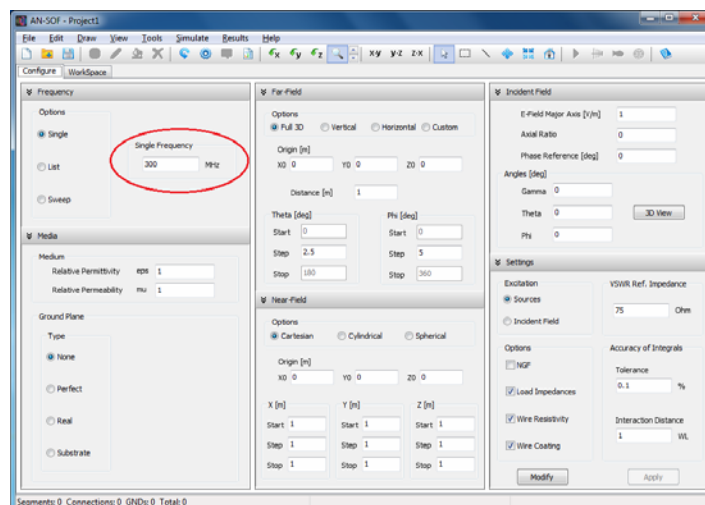 AN-SOF - Project1
File Edit Draw View Tools Simulate Results Help
εx εy εz x-y y-z z-x
Configure WorkSpace
Frequency
Options
Single
List
Sweep
Single Frequency
300 MHz
Media
Medium
Relative Permittivity eps 1
Relative Permeability mu 1
Ground Plane
Type
None
Perfect
Real
Substrate
Far-Field
Options
Full 3D Vertical Horizontal Custom
Origin [m]
X0 0 Y0 0 Z0 0
Distance [m] 1
Theta [deg] Phi [deg]
Start 0 Start 0
Step 2.5 Step 5
Stop 180 Stop 360
Near-Field
Options
Cartesian Cylindrical Spherical
Origin [m]
X0 0 Y0 0 Z0 0
X [m] Y [m] Z [m]
Start 1 Start 1 Start 1
Step 1 Step 1 Step 1
Stop 1 Stop 1 Stop 1
Incident Field
E-Field Major Axis [V/m] 1
Axial Ratio 0
Phase Reference [deg] 0
Angles [deg]
Gamma 0
Theta 0 3D View
Phi 0
Settings
Excitation
Sources
Incident Field
VSWR Ref. Impedance
75 Ohm
Options
NGF
Load Impedances
Wire Resistivity
Wire Coating
Accuracy of Integrals
Tolerance
0.1 %
Interaction Distance
1 WL
Modify Apply
Segments: 0 Connections: 0 GNDs: 0 Total: 0